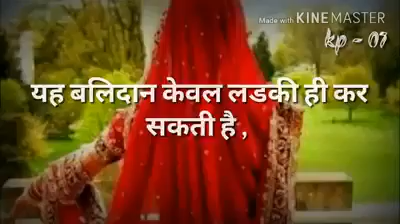 Made with KINEMASTER
kp - 07
यह बलिदान केवल लडकी ही कर
सकती है ,